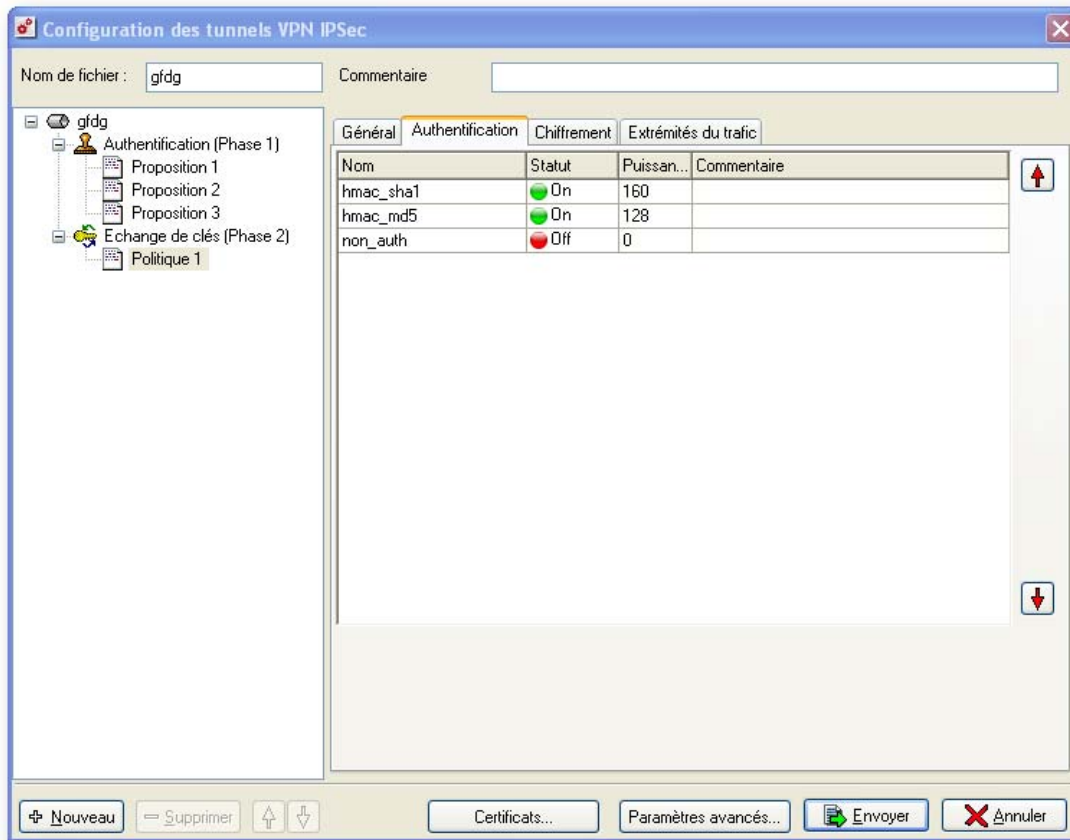 Configuration des tunnels VPN IPSec
Nom de fichier : gfdg Commentaire
gfdg
Authentification (Phase 1)
Proposition 1
Proposition 2
Proposition 3
Echange de clés (Phase 2)
Politique 1
Général Authentification Chiffrement Extrémités du trafic
Nom Statut Puissan... Commentaire
hmac_sha1 On 160
hmac_md5 On 128
non_auth Off 0
Nouveau Supprimer Certificats... Paramètres avancés... Envoyer Annuler